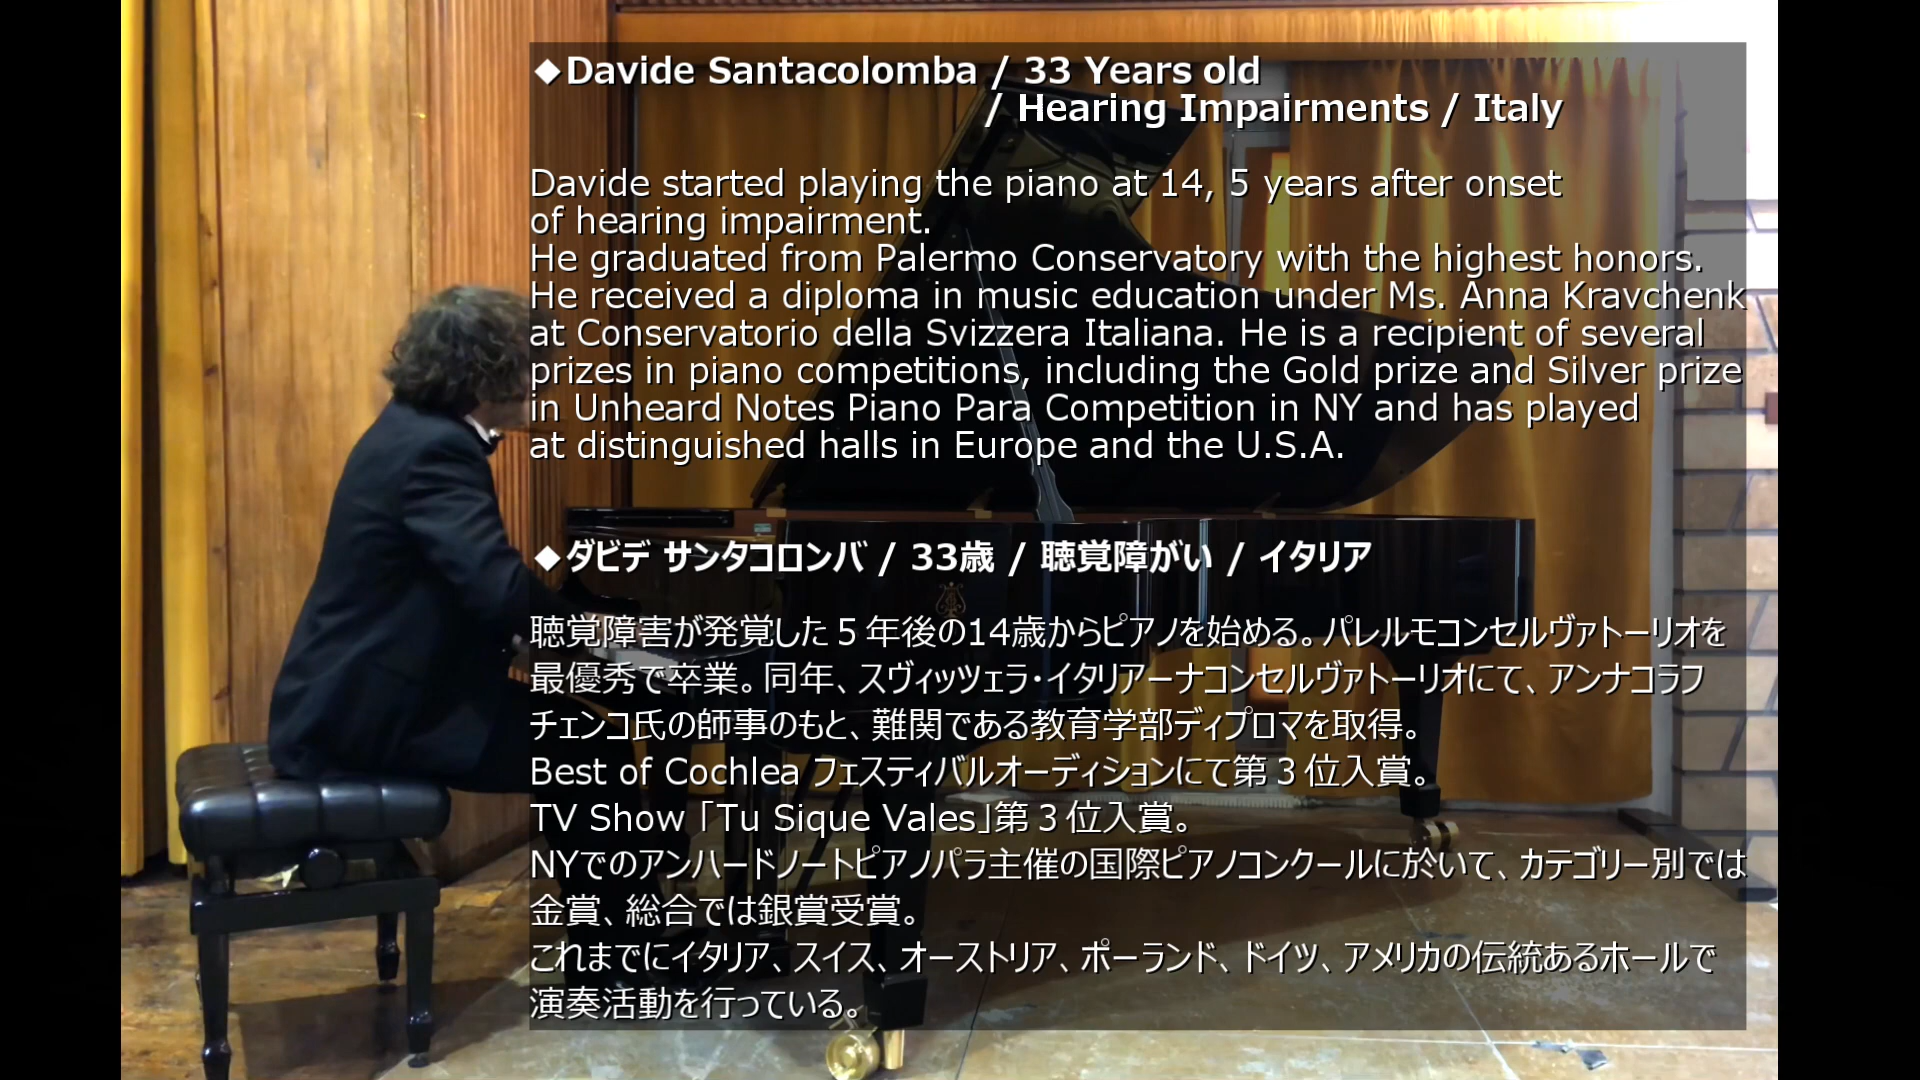 ◆Davide Santacolomba / 33 Years old
/ Hearing Impairments / Italy
Davide started playing the piano at 14, 5 years after onset
of hearing impairment.
He graduated from Palermo Conservatory with the highest honors.
He received a diploma in music education under Ms. Anna Kravchenk
at Conservatorio della Svizzera Italiana. He is a recipient of several
prizes in piano competitions, including the Gold prize and Silver prize
in Unheard Notes Piano Para Competition in NY and has played
at distinguished halls in Europe and the U.S.A.
◆ダビデ サンタコロンバ / 33歳 / 聴覚障がい / イタリア
聴覚障害が発覚した５年後の14歳からピアノを始める。パレルモコンセルヴァトーリオを
最優秀で卒業。同年、スヴィッツェラ・イタリアーナコンセルヴァトーリオにて、アンナコラフ
チェンコ氏の師事のもと、難関である教育学部ディプロマを取得。
Best of Cochlea フェスティバルオーディションにて第３位入賞。
TV Show「Tu Sique Vales」第３位入賞。
NYでのアンハードノートピアノパラ主催の国際ピアノコンクールに於いて、カテゴリー別では
金賞、総合では銀賞受賞。
これまでにイタリア、スイス、オーストリア、ポーランド、ドイツ、アメリカの伝統あるホールで
演奏活動を行っている。